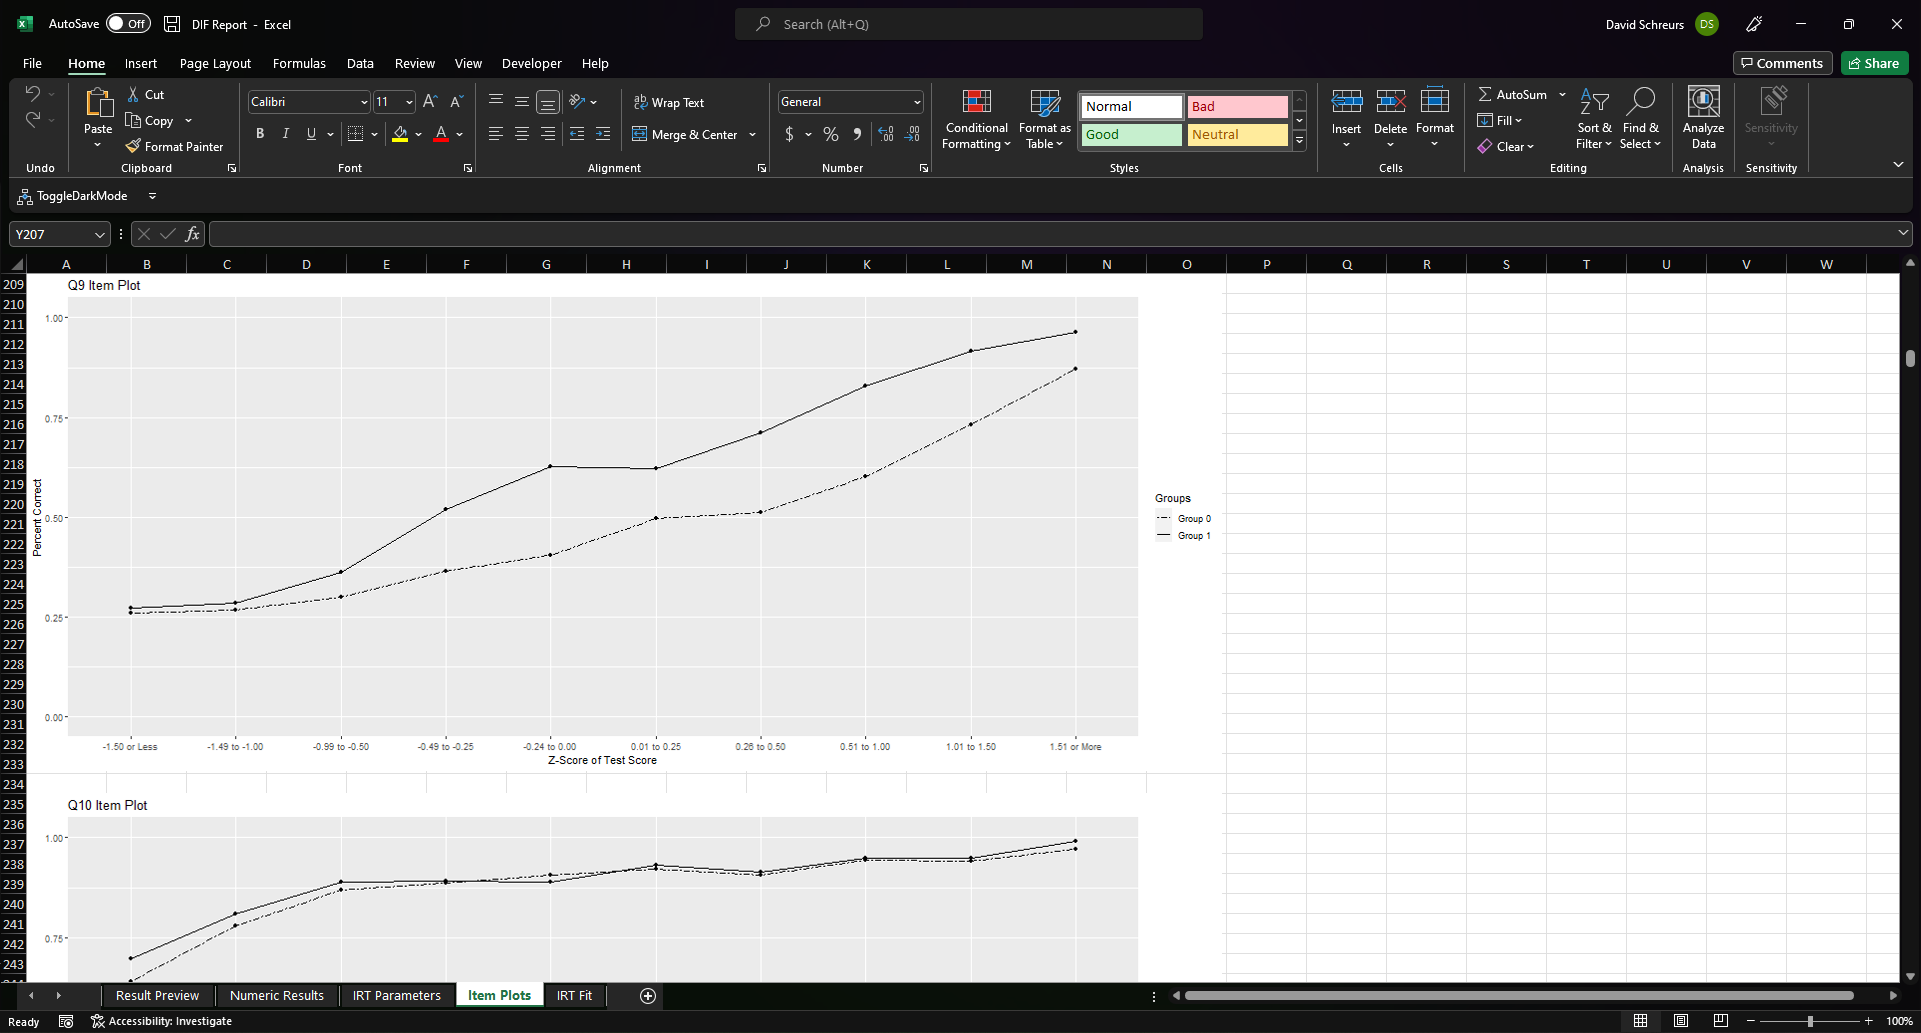 AutoSave Off DIF Report - Excel Search (Alt+Q) David Schreurs DS
File Home Insert Page Layout Formulas Data Review View Developer Help Comments Share
Cut
Copy
Format Painter
Paste
Undo Clipboard
Calibri 11
B I U A
Font
Wrap Text
Merge & Center
Alignment
General
$ % 9
Number
Conditional Formatting
Format as Table
Normal Bad
Good Neutral
Styles
Insert Delete Format
Cells
AutoSum
Fill
Clear
Sort & Filter
Find & Select
Editing
Analyze Data
Analysis
Sensitivity
Sensitivity
ToggleDarkMode
Y207 fx
A B C D E F G H I J K L M N O P Q R S T U V W
209
210
211
212
213
214
215
216
217
218
219
220
221
222
223
224
225
226
227
228
229
230
231
232
233
234
235
236
237
238
239
240
241
242
243
Q9 Item Plot
1.00
0.75
0.50
0.25
0.00
Percent Correct
-1.50 or Less -1.49 to -1.00 -0.99 to -0.50 -0.49 to -0.25 -0.24 to 0.00 0.01 to 0.25 0.26 to 0.50 0.51 to 1.00 1.01 to 1.50 1.51 or More
Z-Score of Test Score
Groups
Group 0
Group 1
Q10 Item Plot
1.00
0.75
Result Preview Numeric Results IRT Parameters Item Plots IRT Fit
Ready Accessibility: Investigate 100%